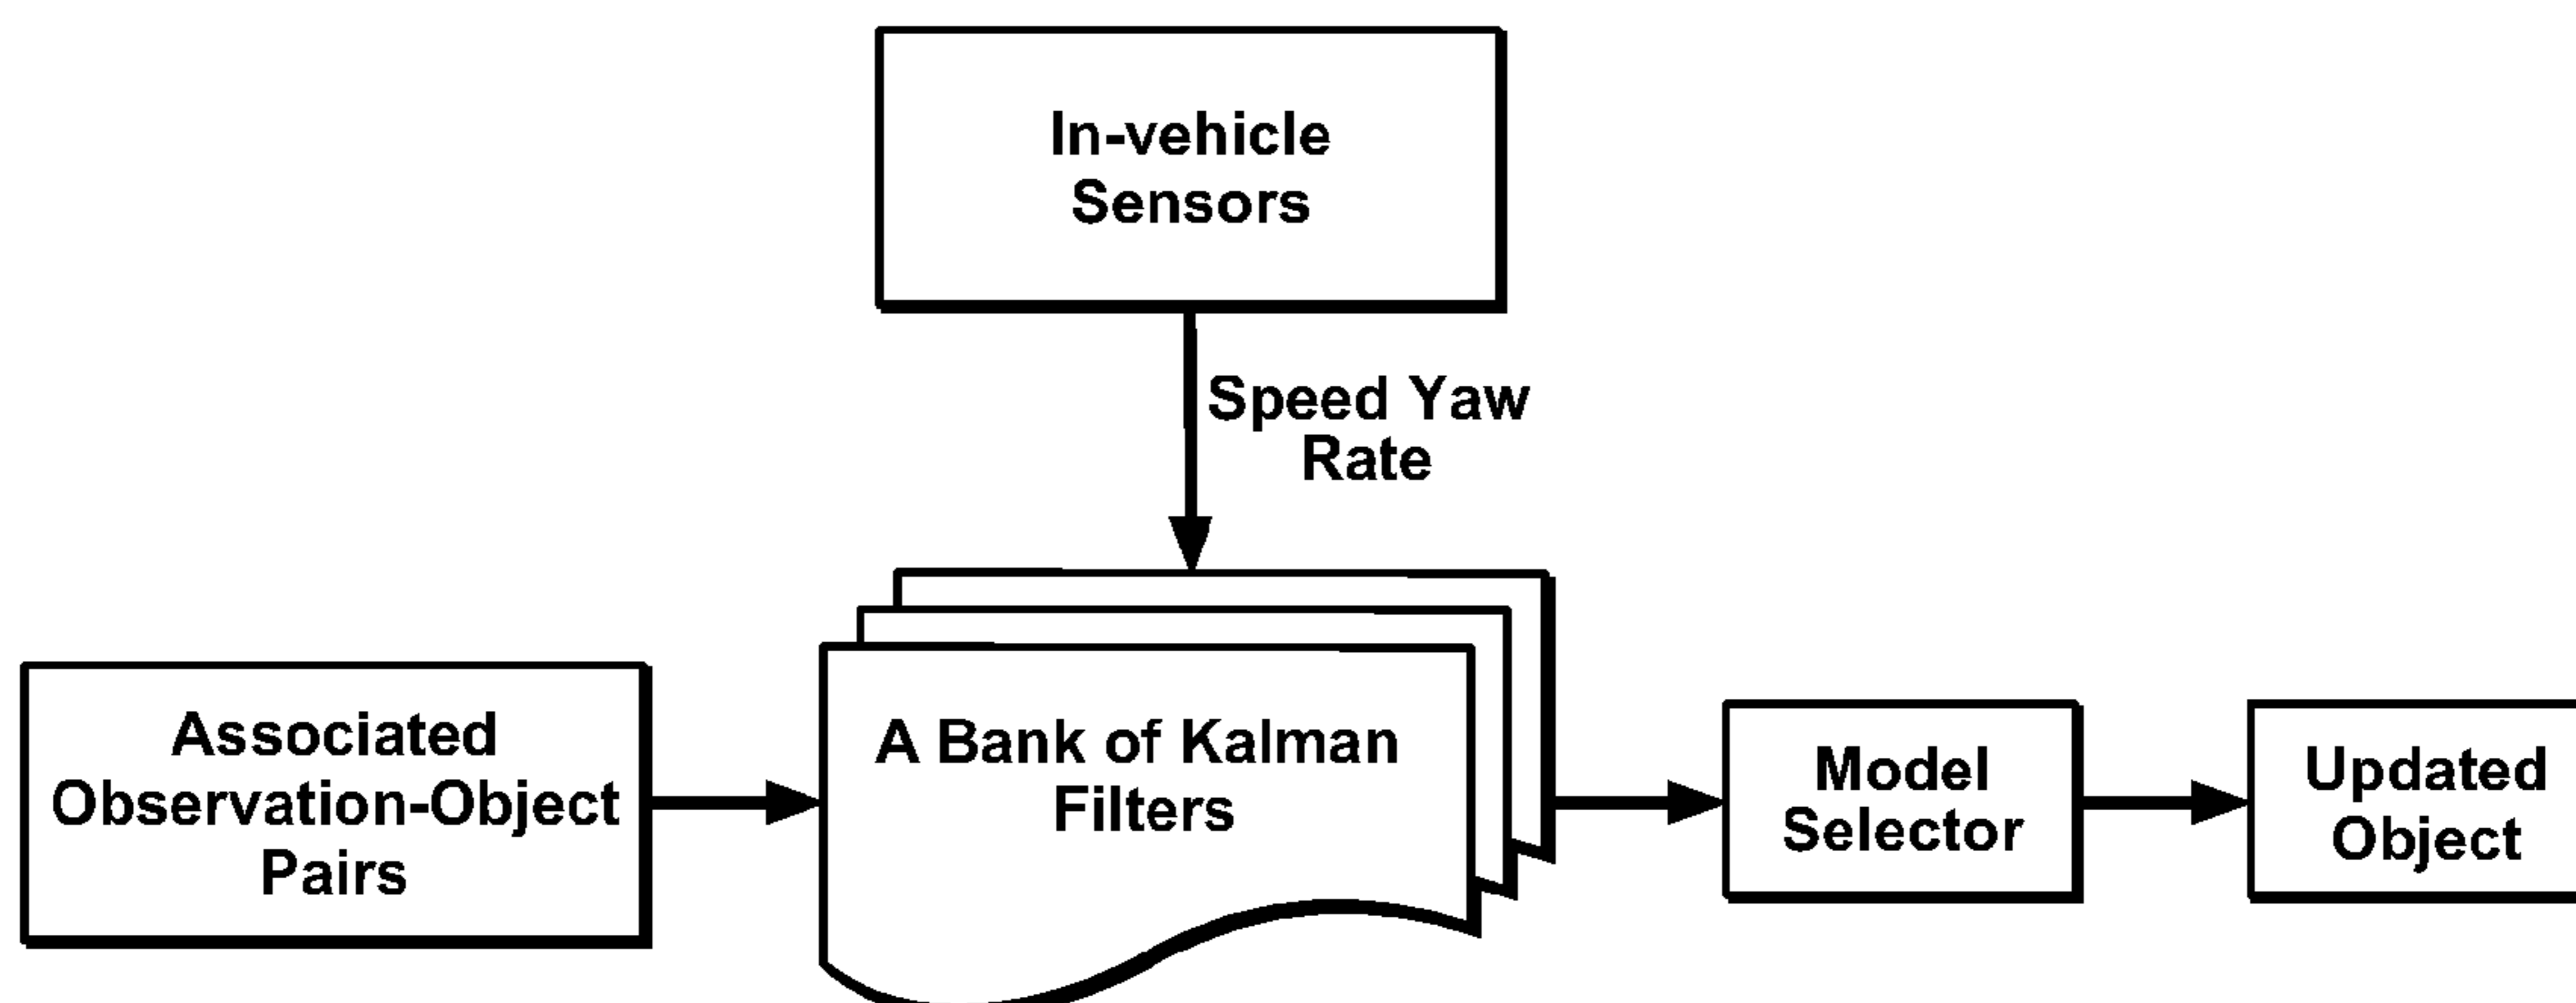 In-vehicle
Sensors
Speed Yaw
Rate
Associated
Observation-Object
Pairs
A Bank of Kalman
Filters
Model
Selector
Updated
Object